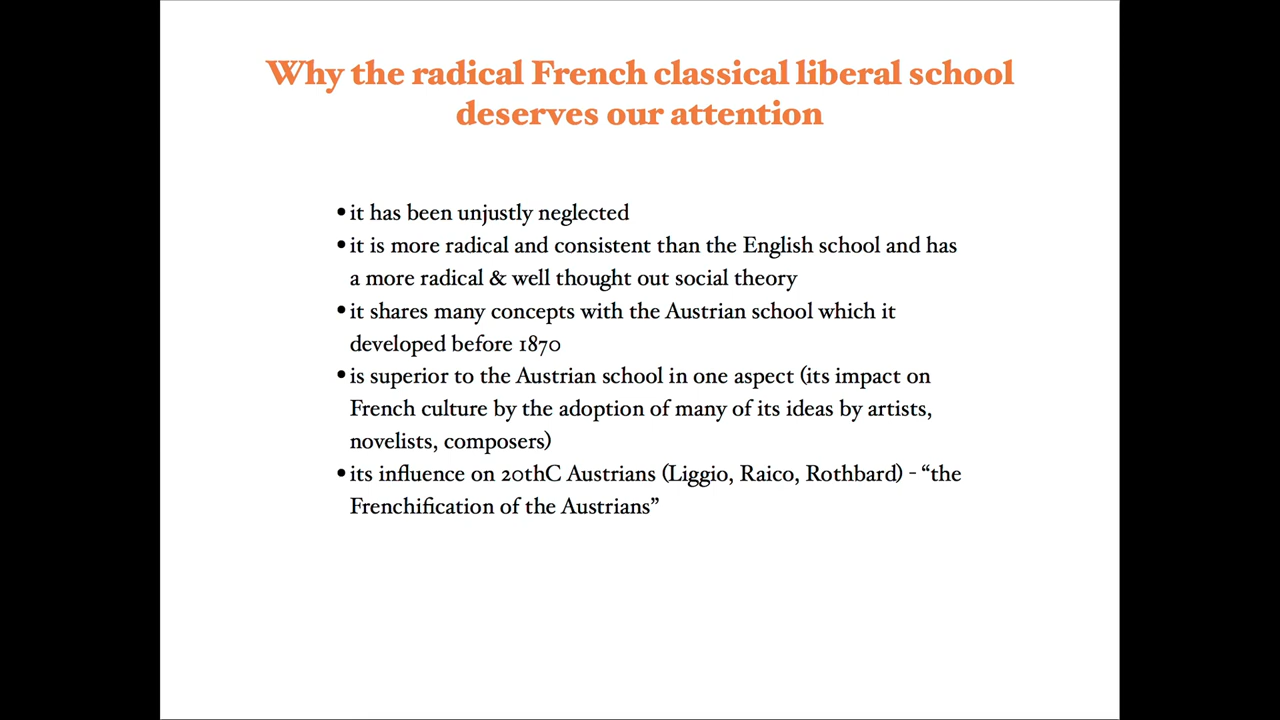 Why the radical French classical liberal school
deserves our attention
•it has been unjustly neglected
•it is more radical and consistent than the English school and has
a more radical & well thought out social theory
•it shares many concepts with the Austrian school which it
developed before 1870
•is superior to the Austrian school in one aspect (its impact on
French culture by the adoption of many of its ideas by artists,
novelists, composers)
•its influence on 20thC Austrians (Liggio, Raico, Rothbard) - “the
Frenchification of the Austrians”